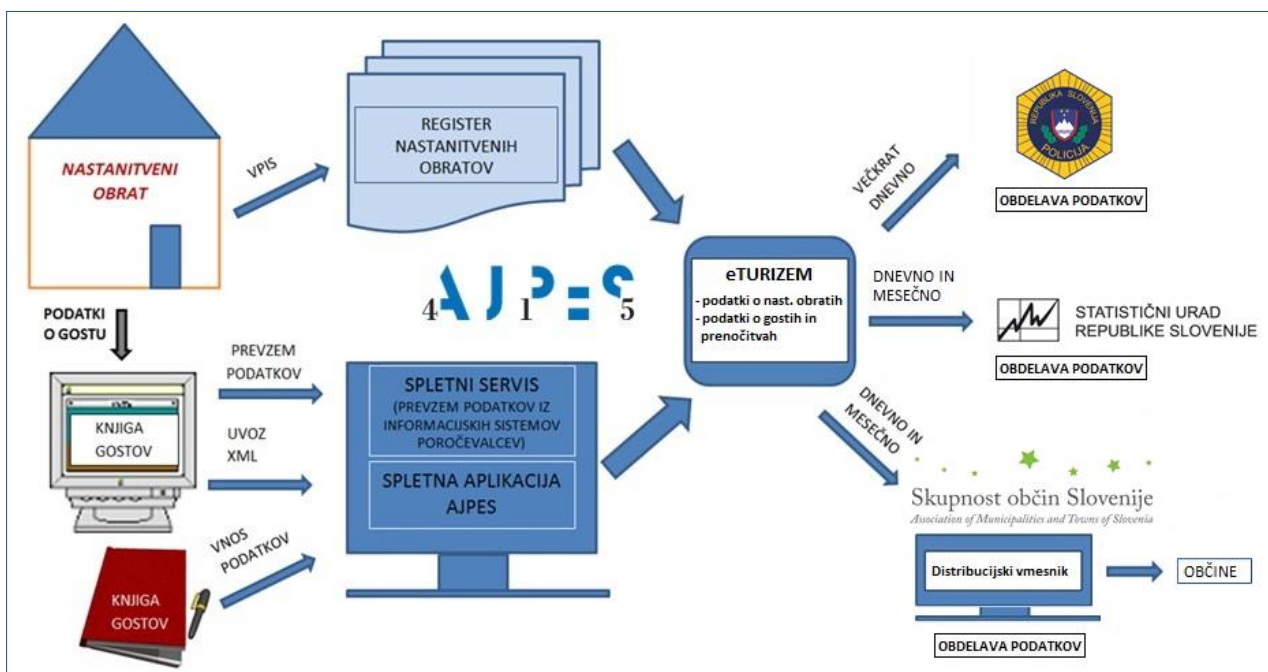 NASTANITVENI
OBRAT
VPIS
REGISTER
NASTANITVENIH
OBRATOV
PODATKI
O GOSTU
KNJIGA
GOSTOV
KNJIGA
GOSTOV
PREVZEM
PODATKOV
UVOZ
XML
VNOS
PODATKOV
4 AJPES 1 5
SPLETNI SERVIS
(PREVZEM PODATKOV IZ
INFORMACIJSKIH SISTEMOV
POROČEVALCEV)
SPLETNA APLIKACIJA
AJPES
eTURIZEM
- podatki o nast. obratih
- podatki o gostih in
prenočitvah
VEČKRAT
DNEVNO
REPUBLIKA SLOVENIJA
POLICIJA
OBDELAVA PODATKOV
DNEVNO IN
MESEČNO
STATISTIČNI URAD
REPUBLIKE SLOVENIJE
OBDELAVA PODATKOV
DNEVNO IN
MESEČNO
Skupnost občin Slovenije
Association of Municipalities and Towns of Slovenia
Distribucijski vmesnik
OBČINE
OBDELAVA PODATKOV